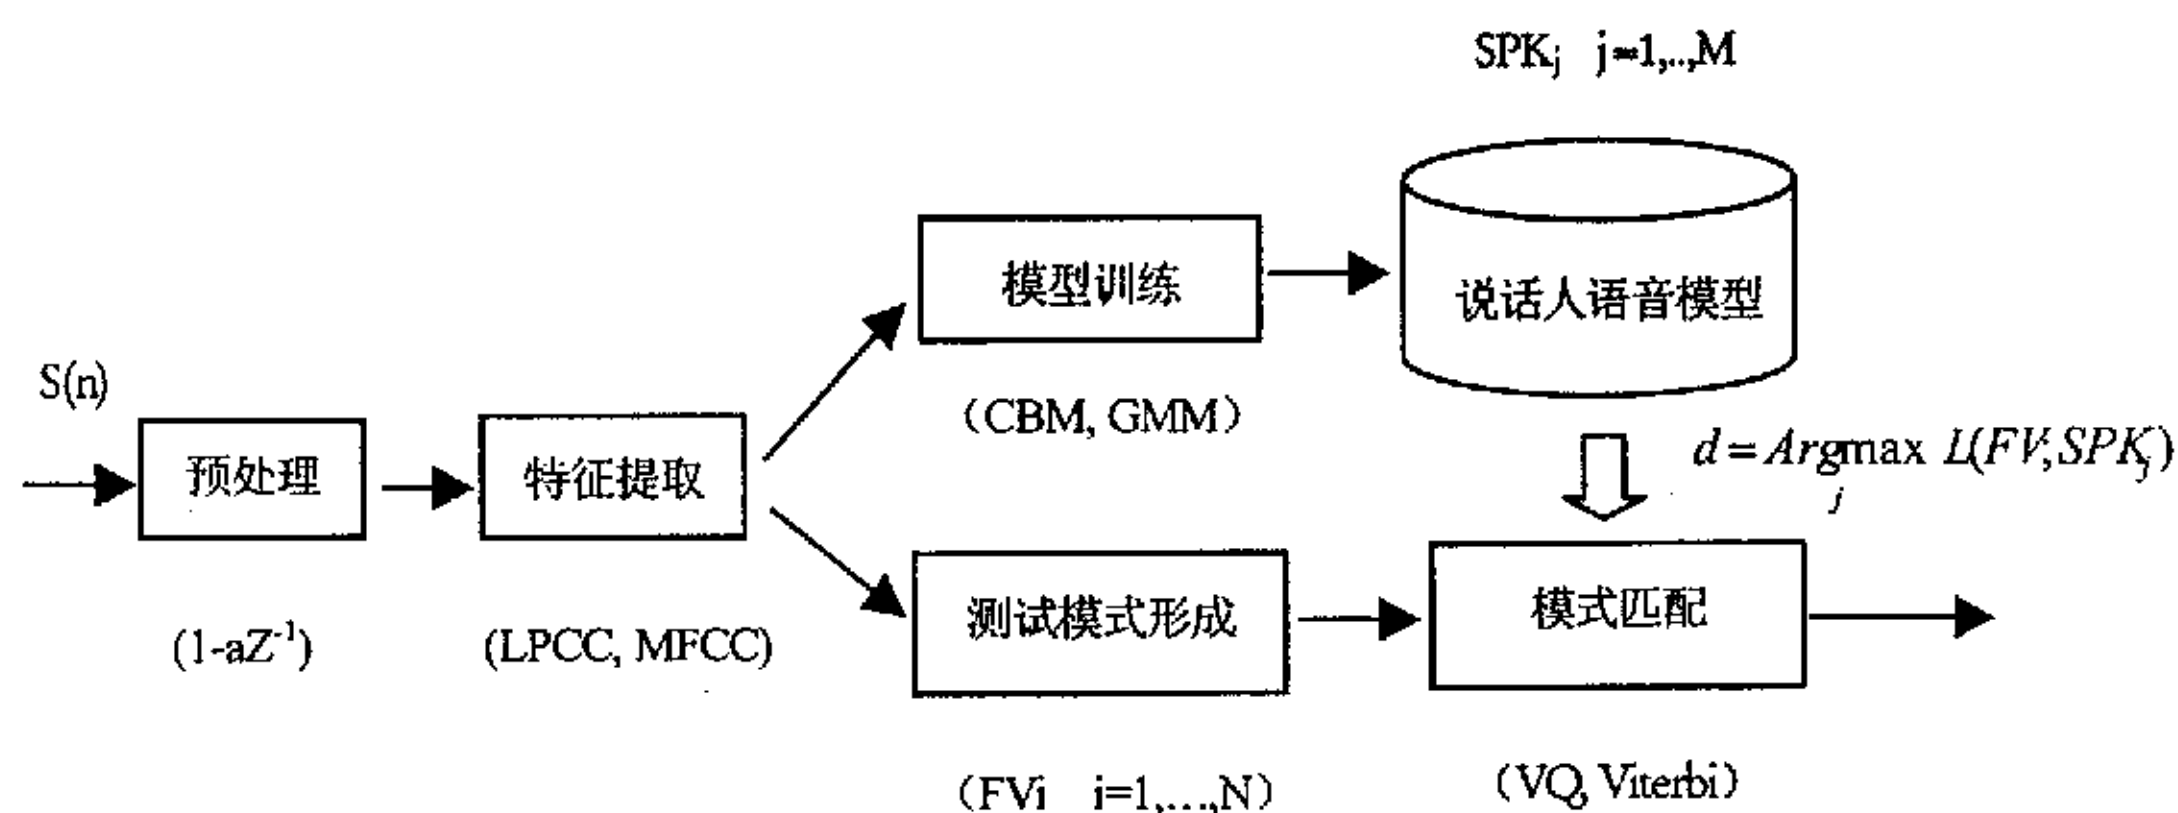 SPKj j=1,..,M
模型训练
说话人语音模型
S(n)
(CBM, GMM)
预处理
特征提取
d = Arg max L(FV; SPKj)
j
测试模式形成
模式匹配
(1-aZ⁻¹)
(LPCC, MFCC)
(FVi i=1,…,N)
(VQ, Viterbi)